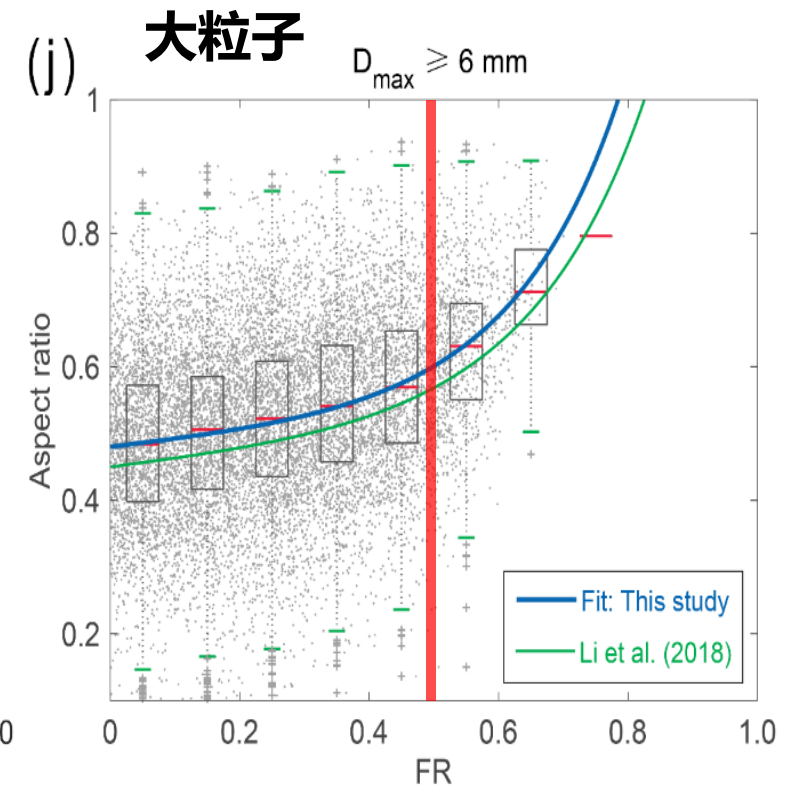 大粒子
(j)
Dmax ⩾ 6 mm
1
0.8
0.6
0.4
0.2
Aspect ratio
Fit: This study
Li et al. (2018)
0
0
0.2
0.4
0.6
0.8
1.0
FR